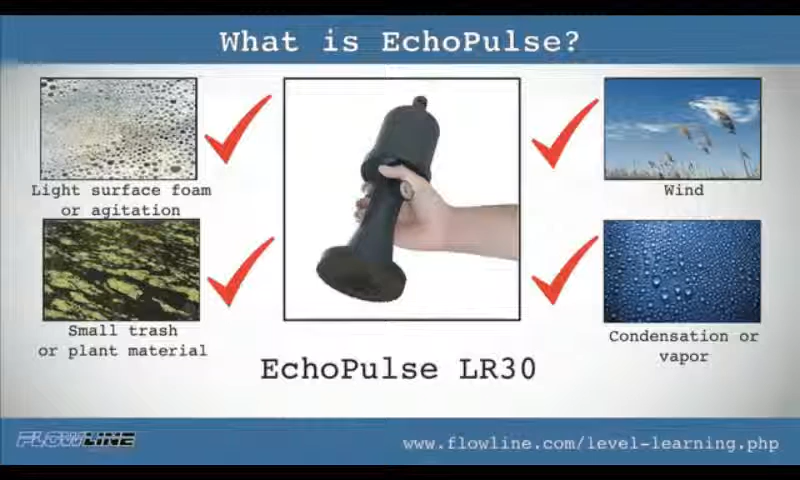 What is EchoPulse?
Light surface foam
or agitation
Wind
Small trash
or plant material
Condensation or
vapor
EchoPulse LR30
FLOWLINE
www.flowline.com/level-learning.php